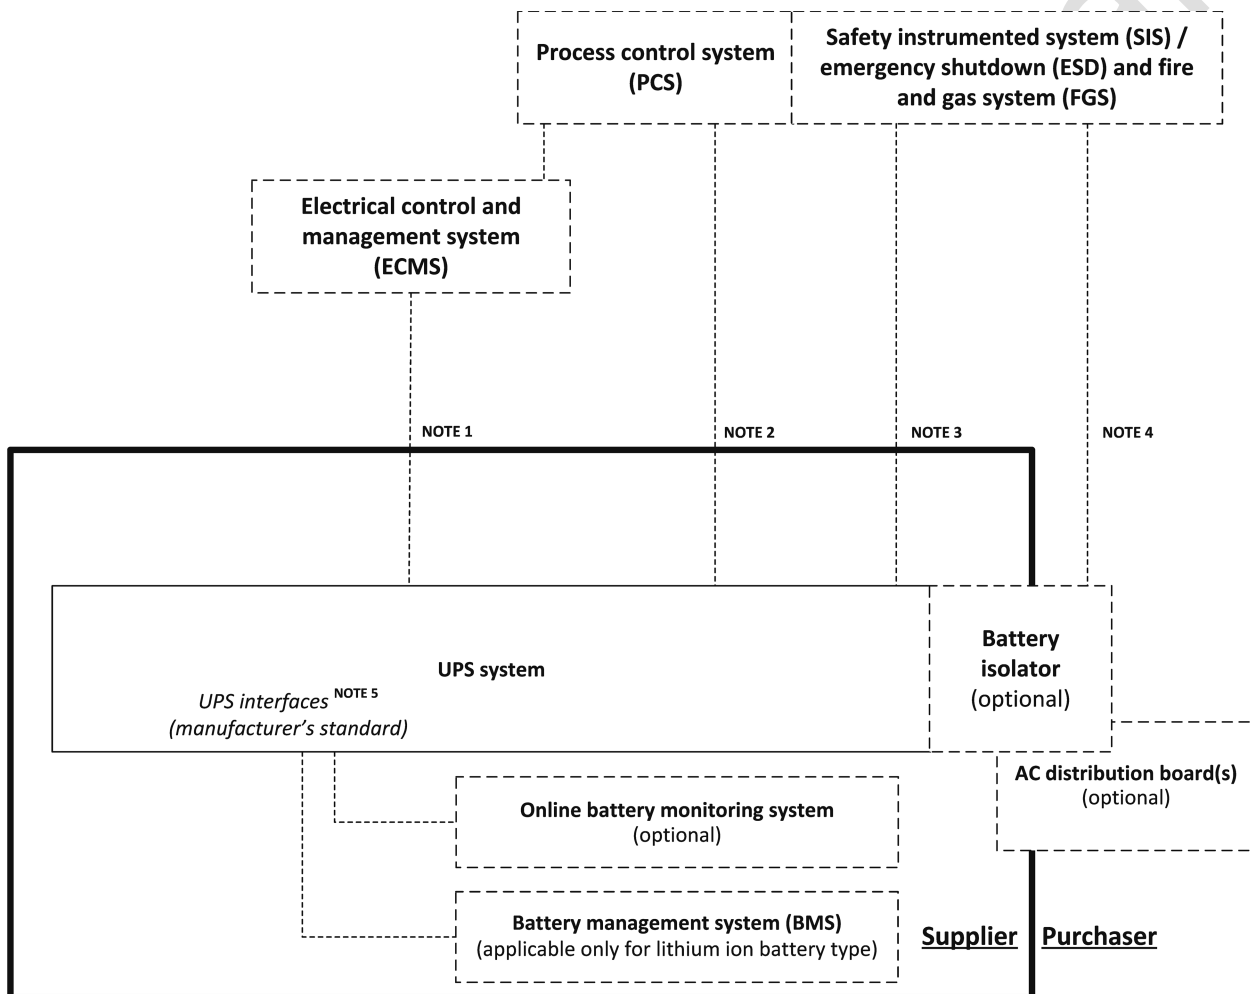 Process control system
(PCS)
Safety instrumented system (SIS) /
emergency shutdown (ESD) and fire
and gas system (FGS)
Electrical control and
management system
(ECMS)
NOTE 1
NOTE 2
NOTE 3
NOTE 4
UPS system
UPS interfaces NOTE 5
(manufacturer’s standard)
Battery
isolator
(optional)
AC distribution board(s)
(optional)
Online battery monitoring system
(optional)
Battery management system (BMS)
(applicable only for lithium ion battery type)
Supplier
Purchaser